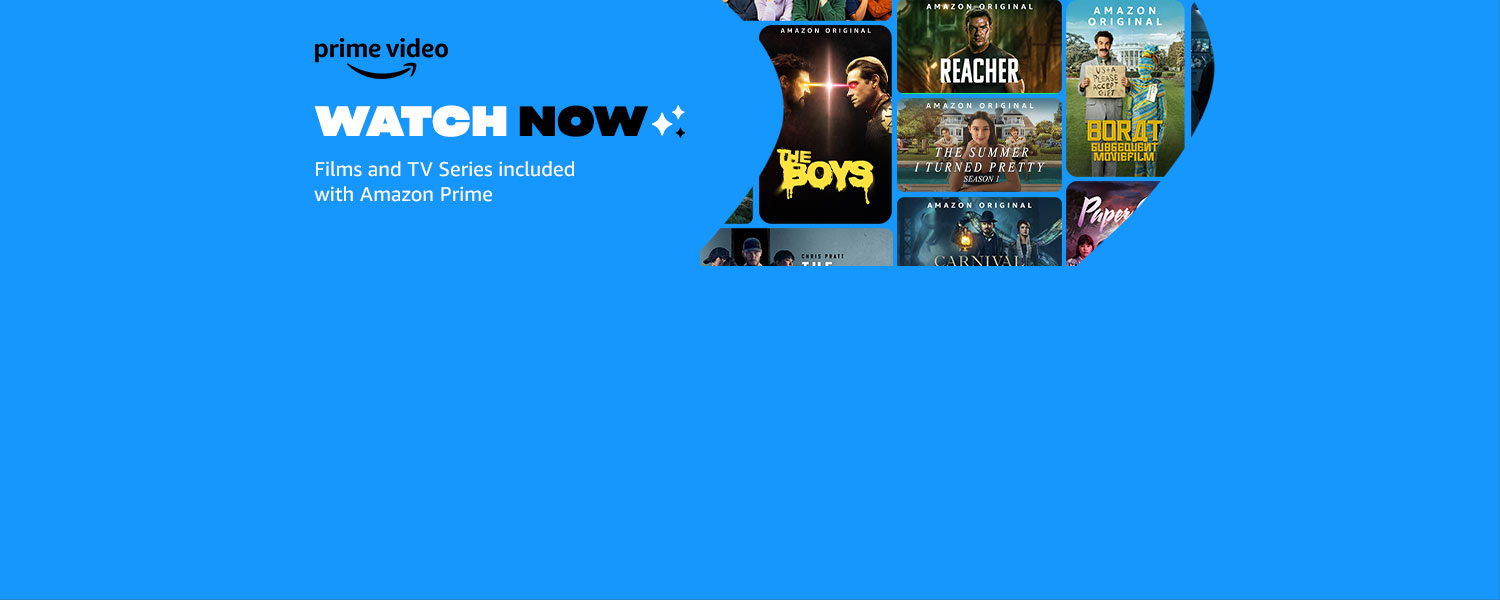 prime video
WATCH NOW
Films and TV Series included
with Amazon Prime
AMAZON ORIGINAL
THE
BOYS
AMAZON ORIGINAL
REACHER
AMAZON ORIGINAL
THE SUMMER
I TURNED PRETTY
SEASON 1
AMAZON ORIGINAL
CARNIVAL
AMAZON
ORIGINAL
US+A
PLEASE
ACCEPT
GIFT
BORAT
SUBSEQUENT
MOVIEFILM
Paper
CHRIS PRATT
THE